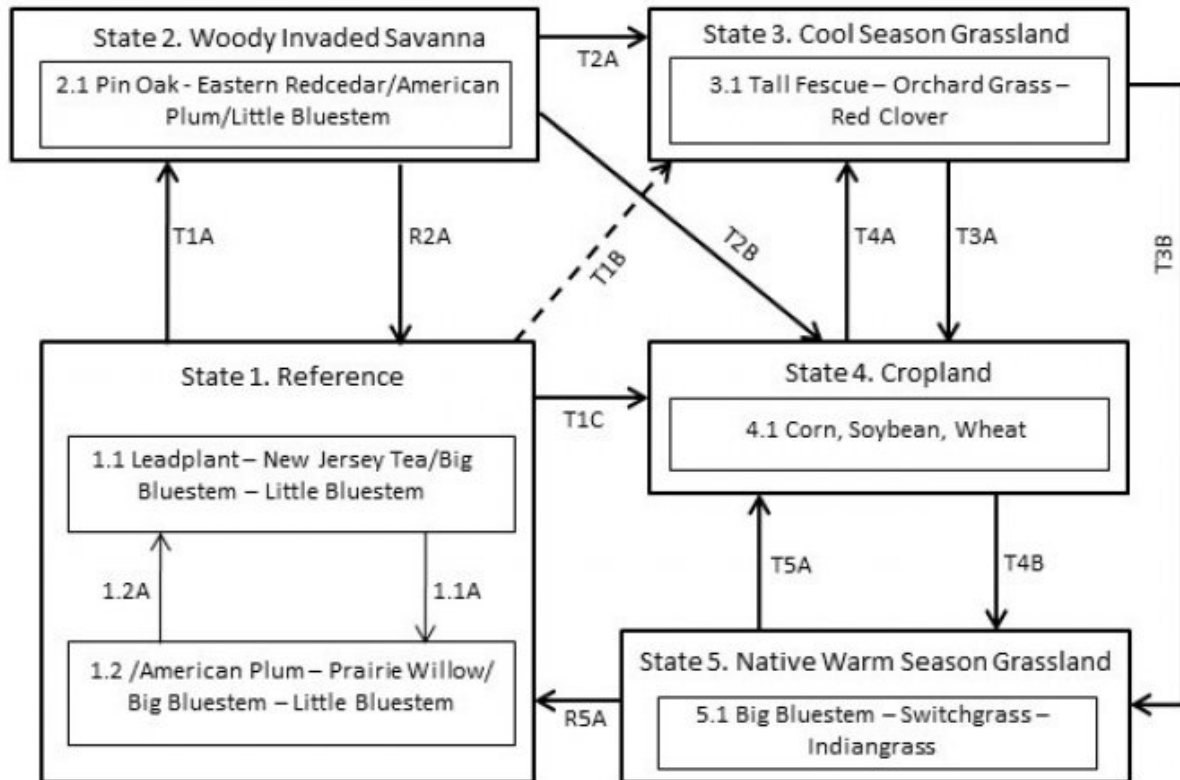 State 2. Woody Invaded Savanna
2.1 Pin Oak - Eastern Redcedar/American
Plum/Little Bluestem
T2A
State 3. Cool Season Grassland
3.1 Tall Fescue – Orchard Grass –
Red Clover
T1A
R2A
T1B
T2B
T4A
T3A
T3B
State 1. Reference
1.1 Leadplant – New Jersey Tea/Big
Bluestem – Little Bluestem
1.2A
1.1A
1.2 /American Plum – Prairie Willow/
Big Bluestem – Little Bluestem
T1C
State 4. Cropland
4.1 Corn, Soybean, Wheat
T5A
T4B
R5A
State 5. Native Warm Season Grassland
5.1 Big Bluestem – Switchgrass –
Indiangrass